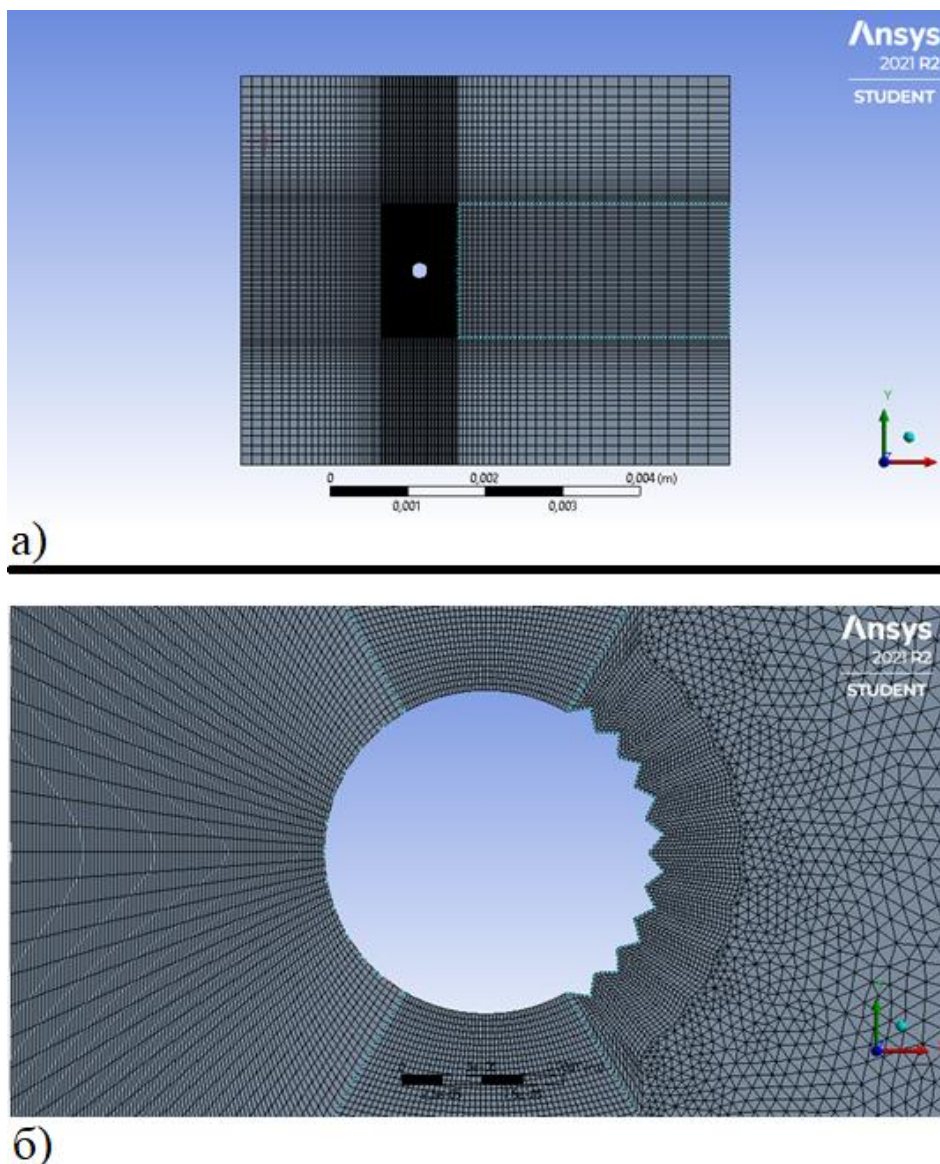 Ansys
2021 R2
STUDENT
Y
0
0,002
0,004 (m)
0,001
0,003
а)
Ansys
2021 R2
STUDENT
б)